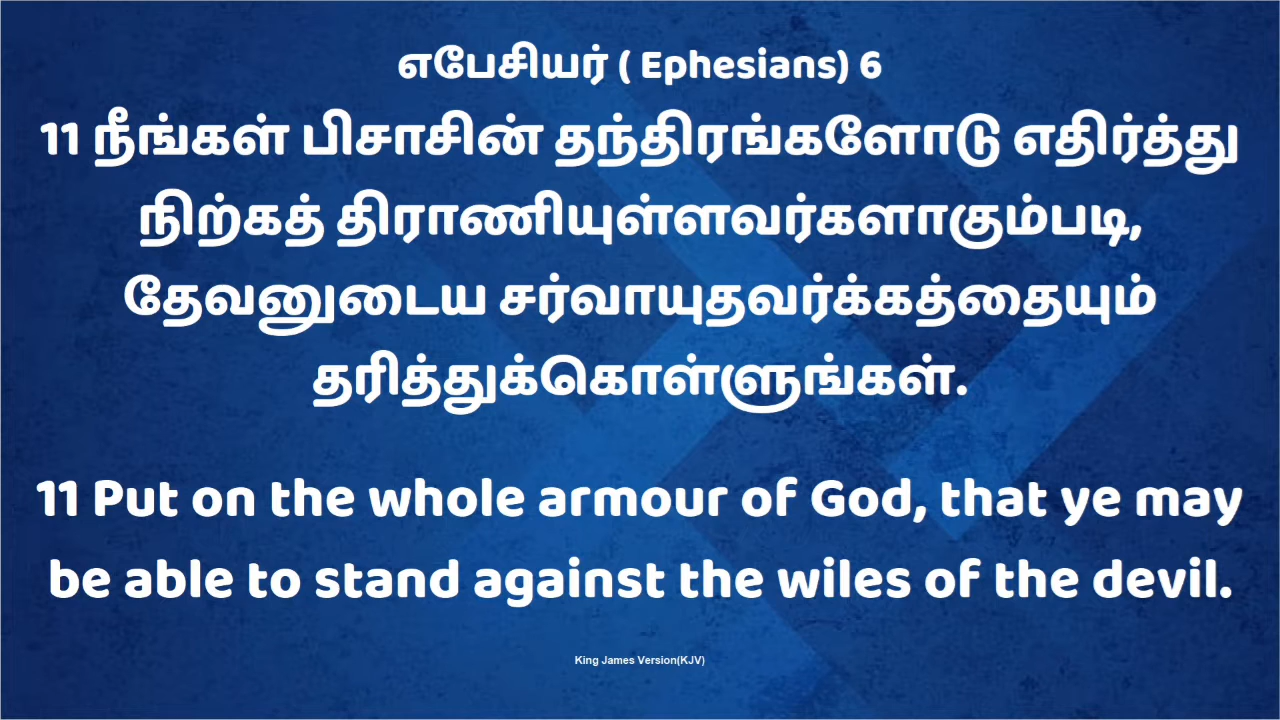 எபேசியர் ( Ephesians) 6
11 நீங்கள் பிசாசின் தந்திரங்களோடு எதிர்த்து
நிற்கத் திராணியுள்ளவர்களாகும்படி,
தேவனுடைய சர்வாயுதவர்க்கத்தையும்
தரித்துக்கொள்ளுங்கள்.
11 Put on the whole armour of God, that ye may
be able to stand against the wiles of the devil.
King James Version(KJV)